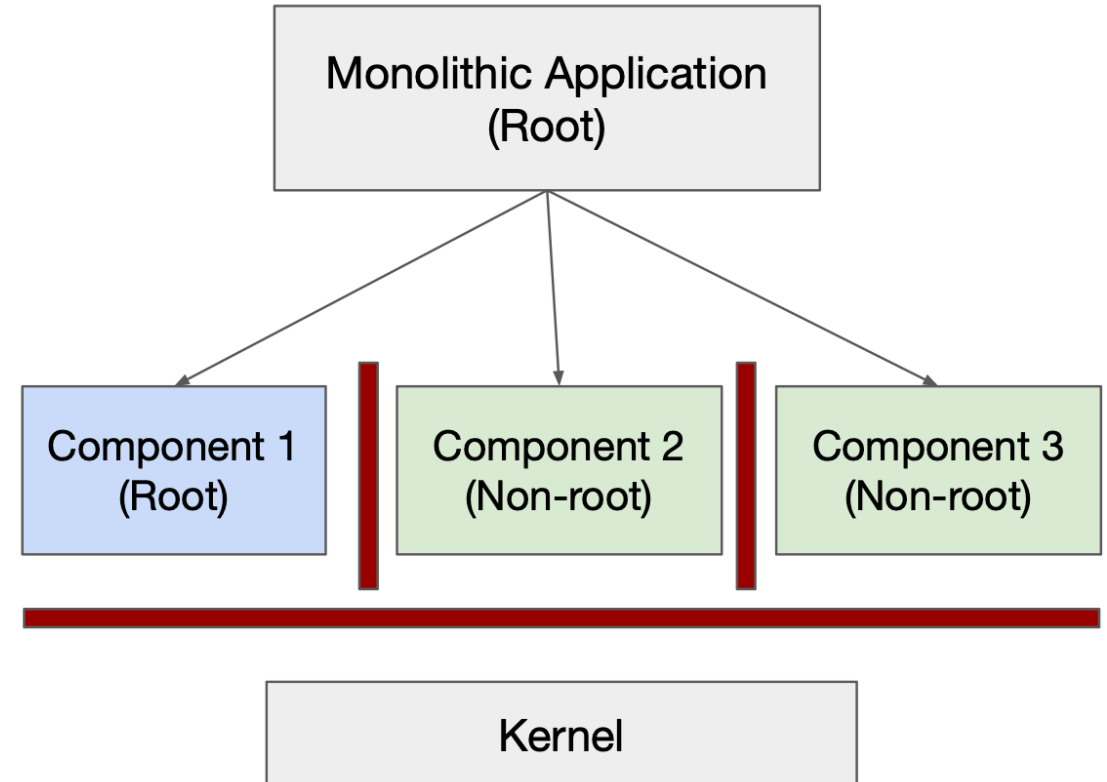 Monolithic Application
(Root)
Component 1
(Root)
Component 2
(Non-root)
Component 3
(Non-root)
Kernel